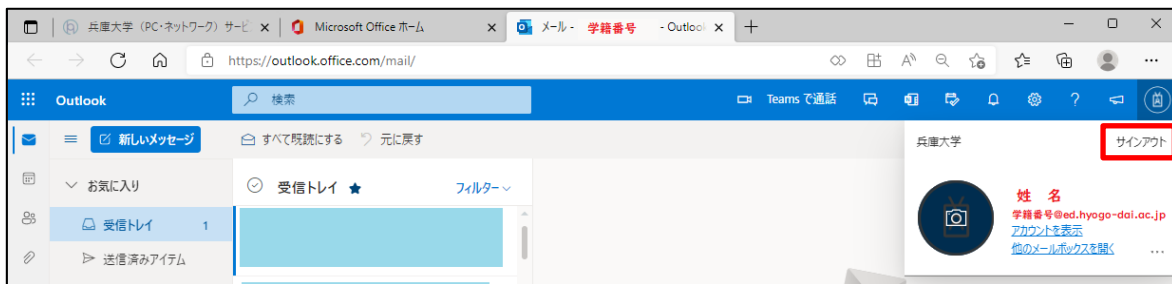 兵庫大学（PC・ネットワーク）サービ
Microsoft Office ホーム
メール - 学籍番号 - Outlook
https://outlook.office.com/mail/
Outlook
検索
Teams で通話
新しいメッセージ
すべて既読にする
元に戻す
兵庫大学
サインアウト
お気に入り
受信トレイ
フィルター
受信トレイ 1
送信済みアイテム
姓 名
学籍番号@ed.hyogo-dai.ac.jp
アカウントを表示
他のメールボックスを開く